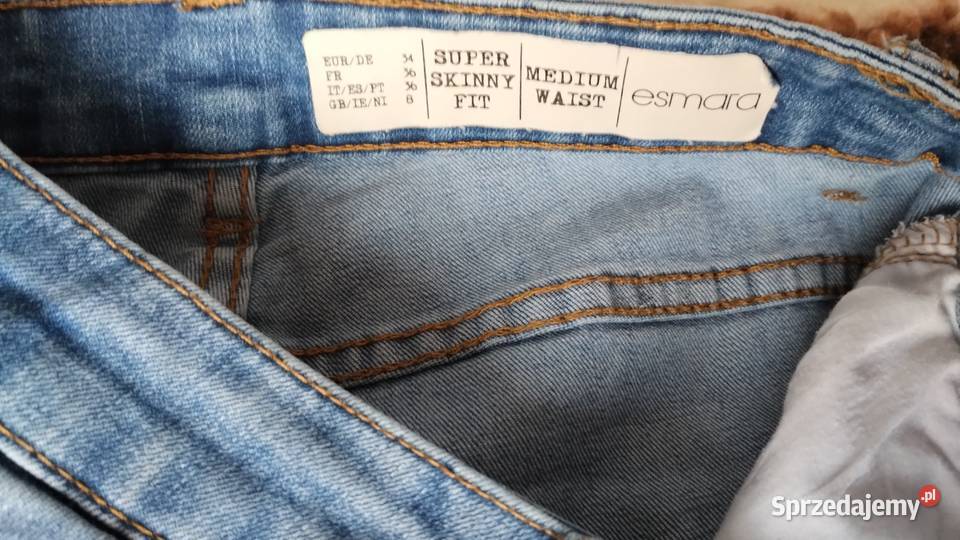 EUR/DE 34
FR 36
IT/ES/PT 36
GB/IE/NI 8
SUPER
SKINNY
FIT
MEDIUM
WAIST
esmara
Sprzedajemy.pl